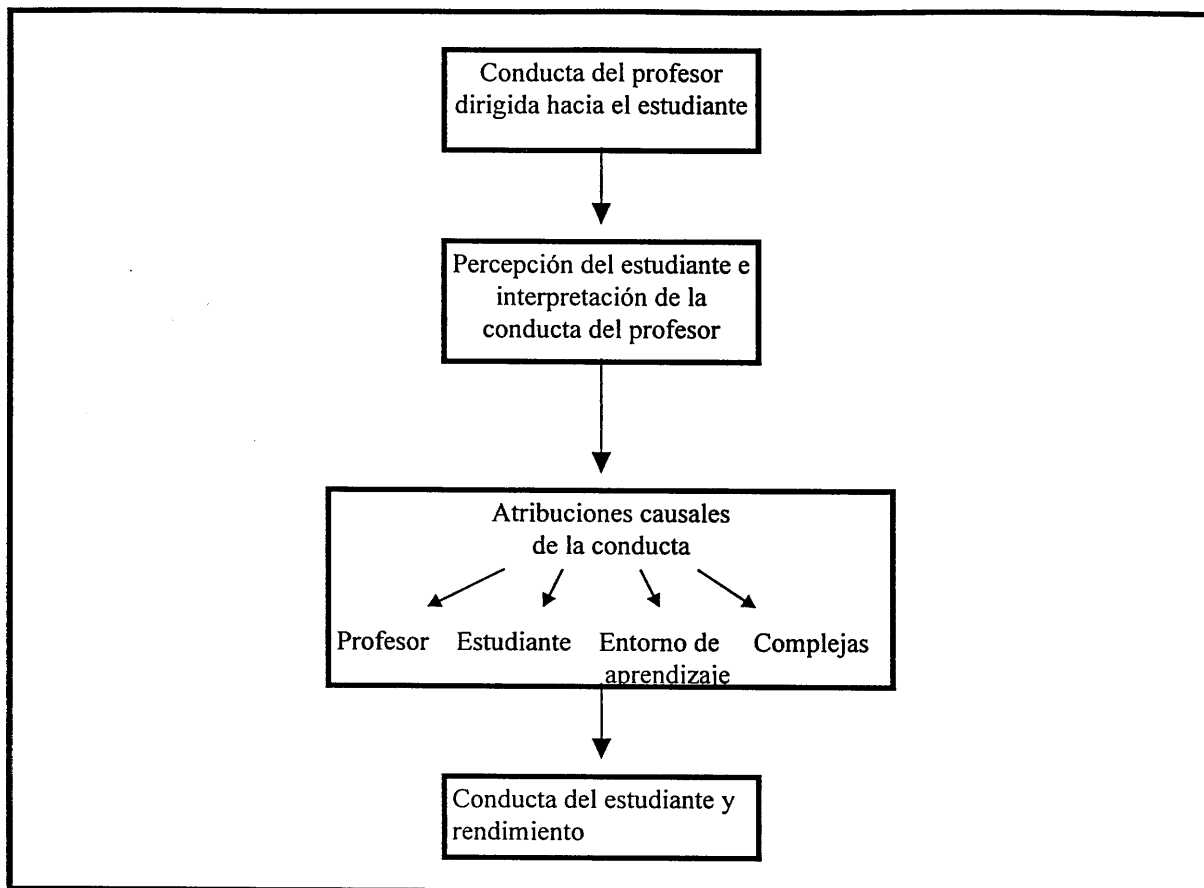 Conducta del profesor
dirigida hacia el estudiante
Percepción del estudiante e
interpretación de la
conducta del profesor
Atribuciones causales
de la conducta
Profesor Estudiante Entorno de Complejas
aprendizaje
Conducta del estudiante y
rendimiento